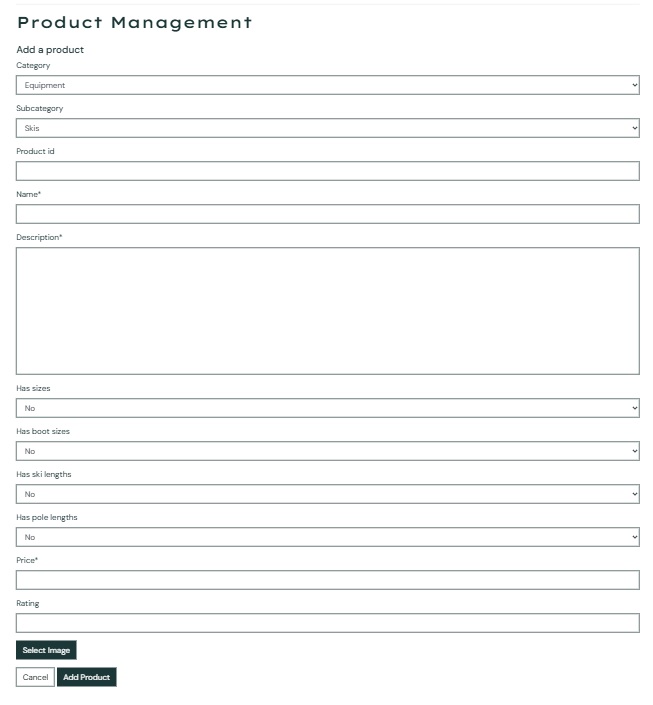 Product Management
Add a product
Category
Equipment
Subcategory
Skis
Product id
Name*
Description*
Has sizes
No
Has boot sizes
No
Has ski lengths
No
Has pole lengths
No
Price*
Rating
Select Image
Cancel Add Product